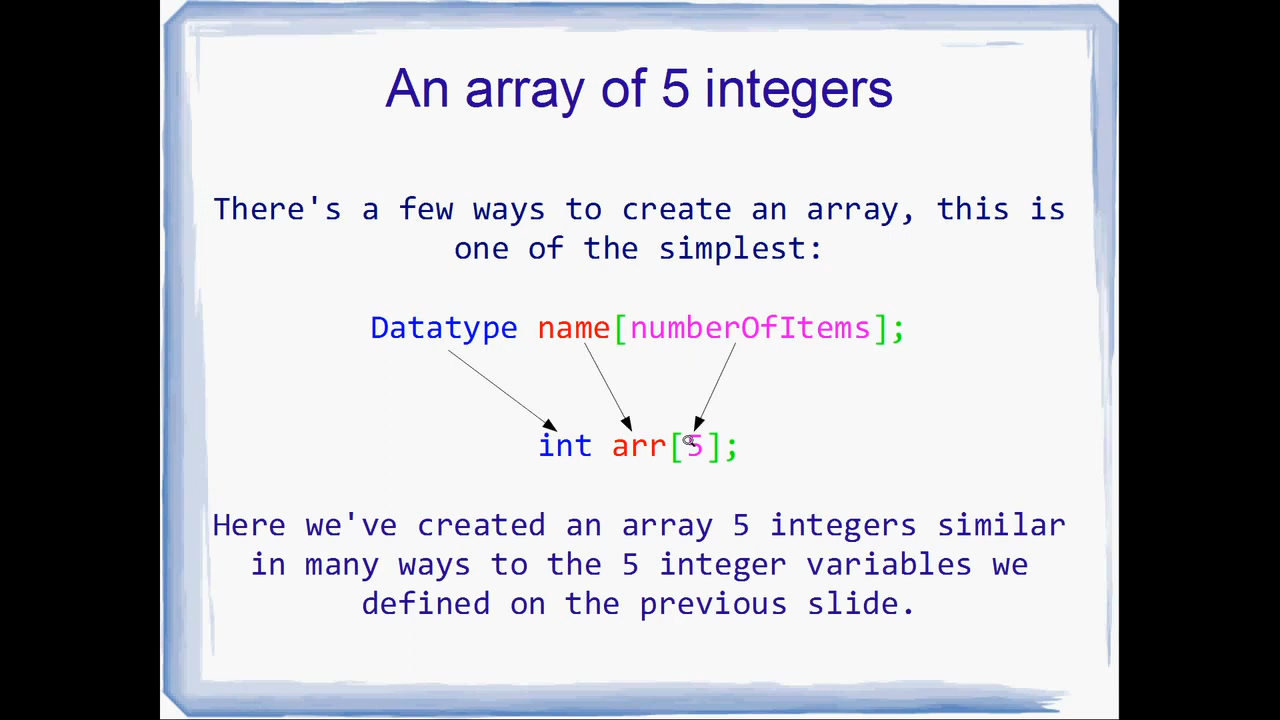 An array of 5 integers
There's a few ways to create an array, this is
one of the simplest:
Datatype name[numberOfItems];
int arr[5];
Here we've created an array 5 integers similar
in many ways to the 5 integer variables we
defined on the previous slide.